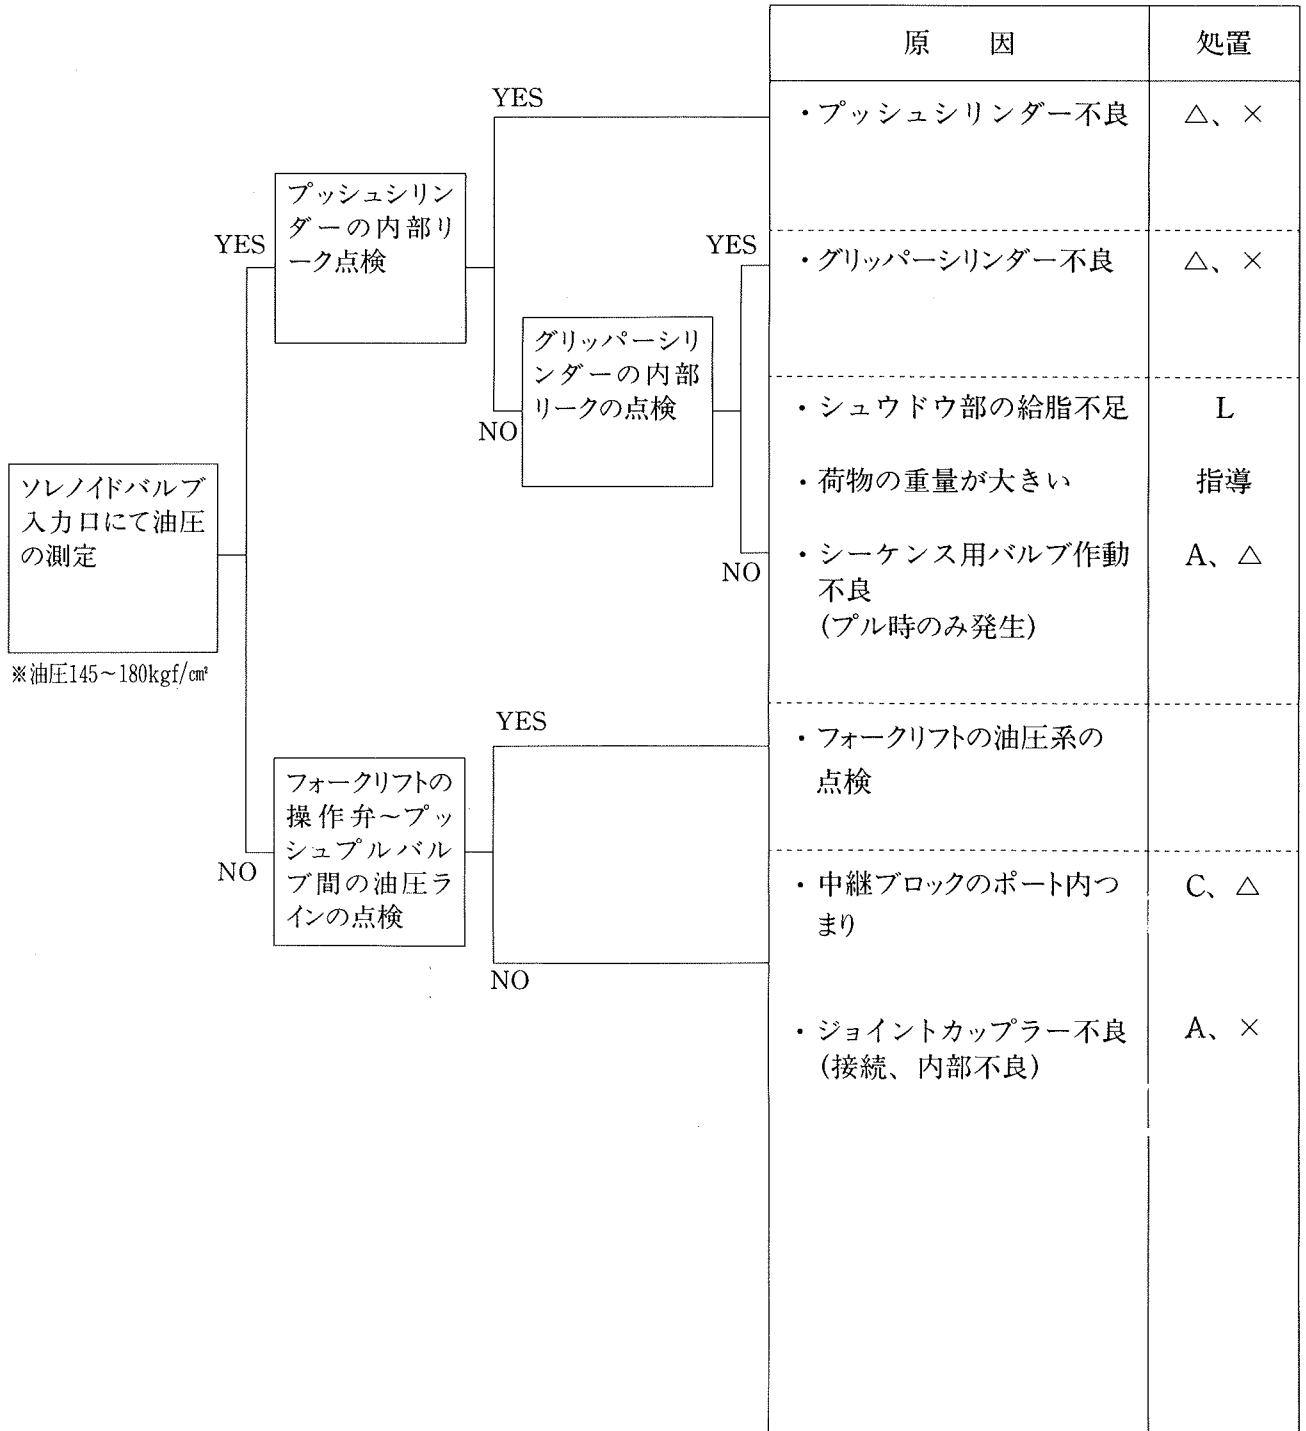 原　因
処置
YES
・プッシュシリンダー不良
△、×
プッシュシリン
ダーの内部リ
ーク点検
YES
YES
・グリッパーシリンダー不良
△、×
グリッパーシリ
ンダーの内部
リークの点検
NO
・シュウドウ部の給脂不足
L
・荷物の重量が大きい
指導
・シーケンス用バルブ作動
不良
(プル時のみ発生)
A、△
NO
ソレノイドバルブ
入力口にて油圧
の測定
※油圧145～180kgf/㎠
YES
・フォークリフトの油圧系の
点検
フォークリフトの
操作弁～プッ
シュプルバル
ブ間の油圧ラ
インの点検
NO
・中継ブロックのポート内つ
まり
C、△
NO
・ジョイントカップラー不良
(接続、内部不良)
A、×